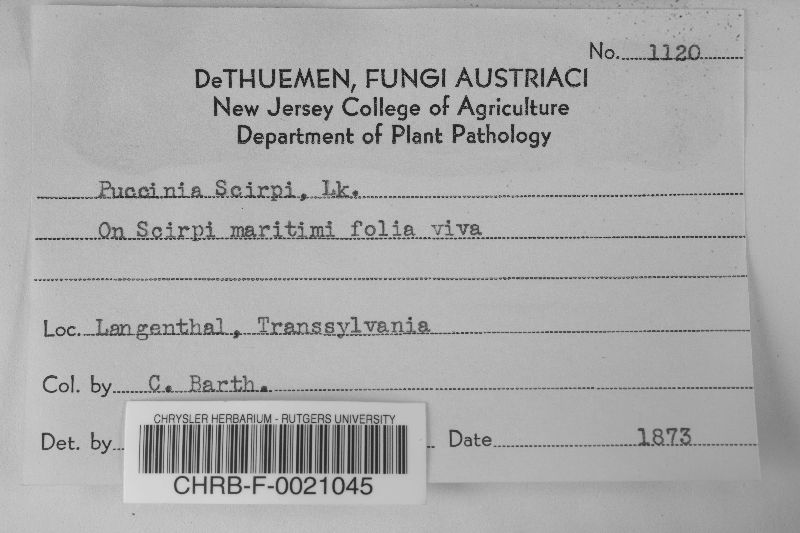 No. 1120
DeTHUEMEN, FUNGI AUSTRIACI
New Jersey College of Agriculture
Department of Plant Pathology
Puccinia Scirpi, Lk.
On Scirpi maritimi folia viva
Loc. Langenthal, Transsylvania
Col. by C. Barth.
Det. by
Date 1873
CHRYSLER HERBARIUM - RUTGERS UNIVERSITY
CHRB-F-0021045